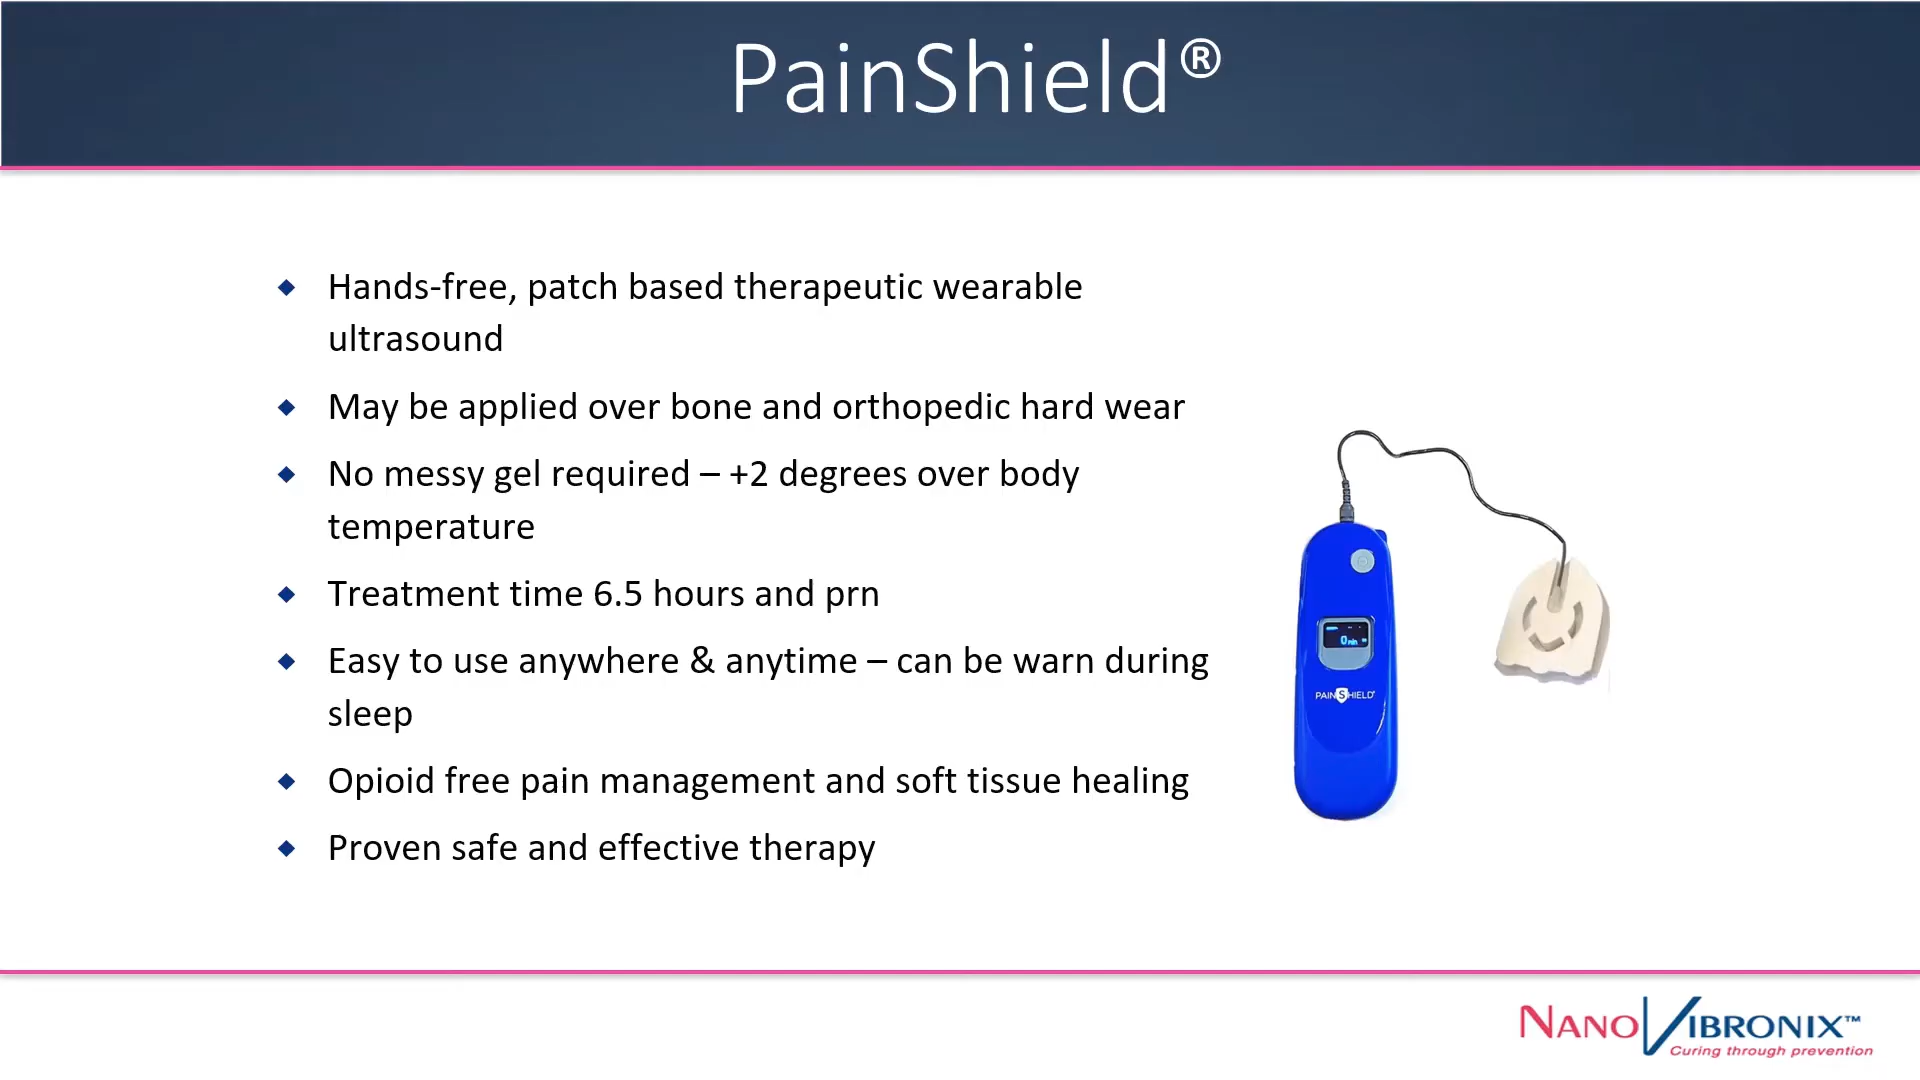 PainShield®
Hands-free, patch based therapeutic wearable
ultrasound
May be applied over bone and orthopedic hard wear
No messy gel required – +2 degrees over body
temperature
Treatment time 6.5 hours and prn
Easy to use anywhere & anytime – can be warn during
sleep
Opioid free pain management and soft tissue healing
Proven safe and effective therapy
0 min
PAINSHIELD®
NANOVIBRONIX™
Curing through prevention